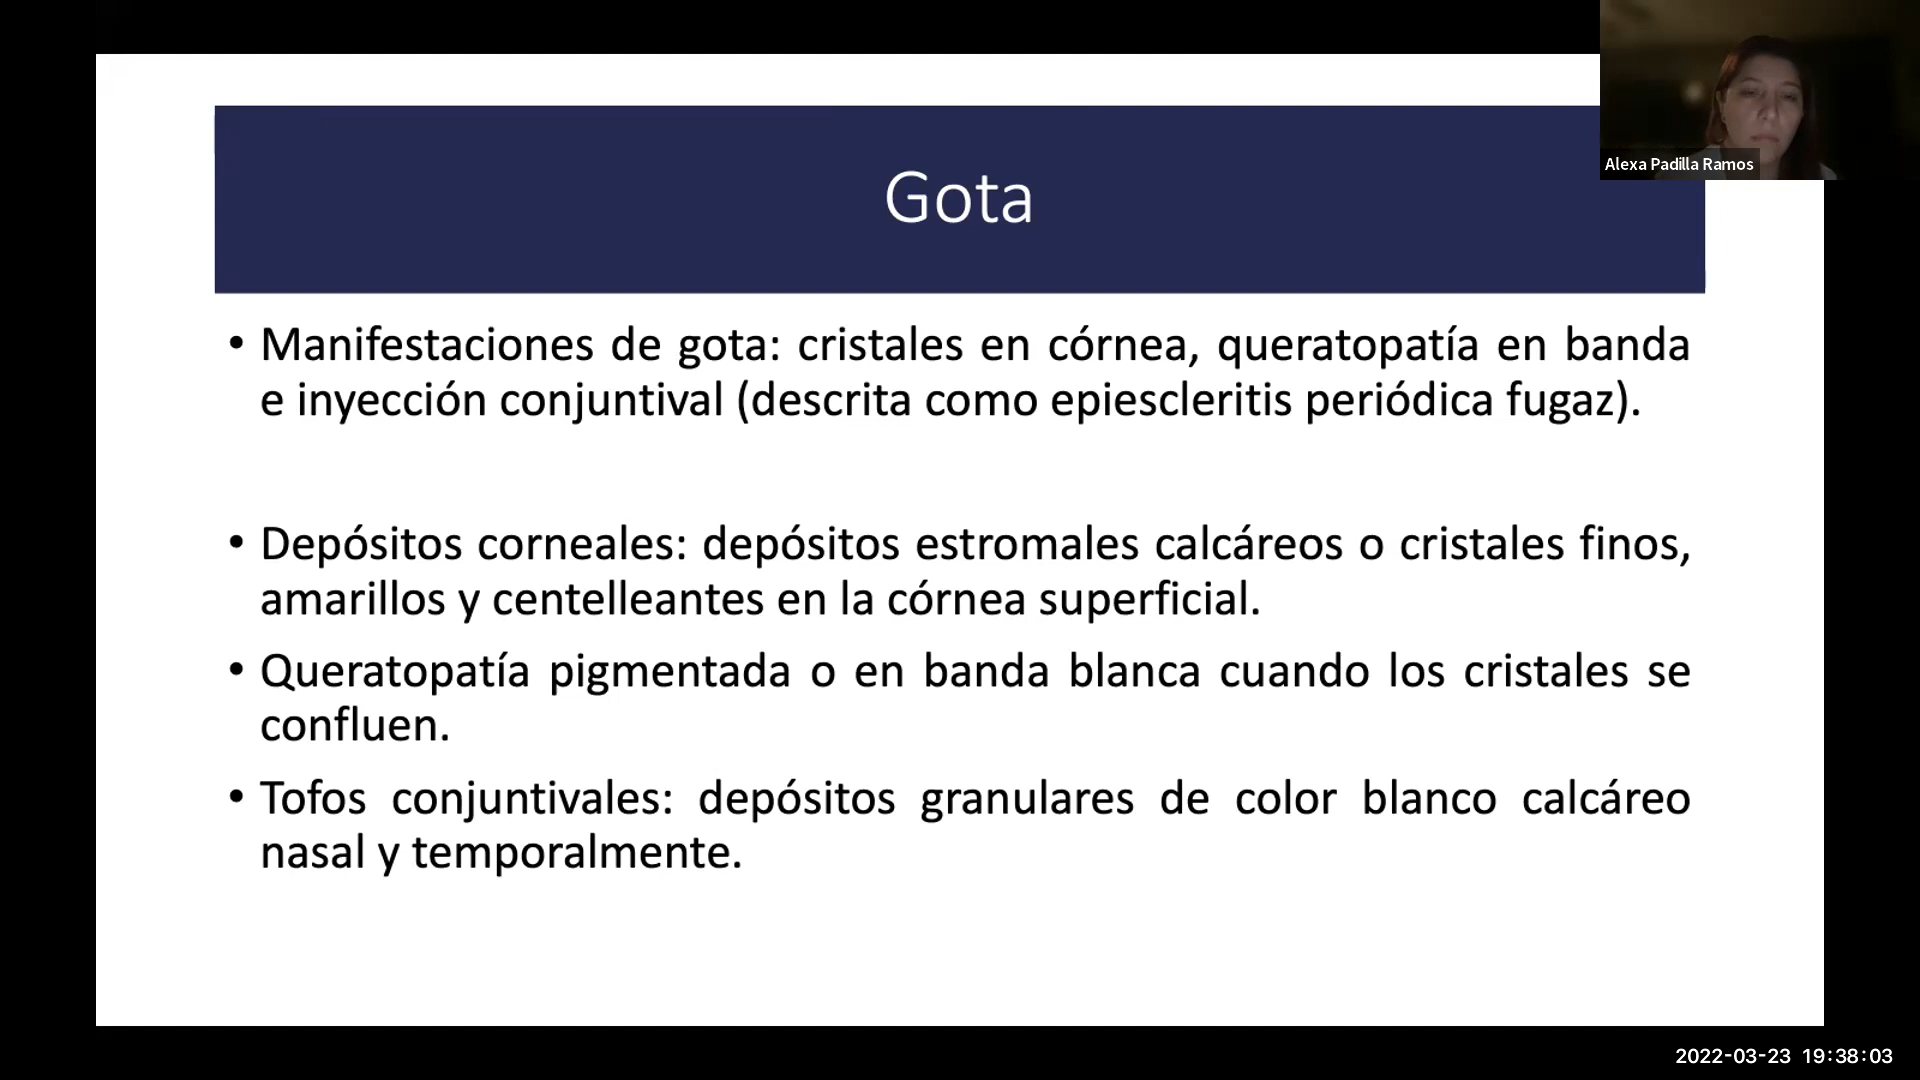 Alexa Padilla Ramos
Gota
• Manifestaciones de gota: cristales en córnea, queratopatía en banda
e inyección conjuntival (descrita como epiescleritis periódica fugaz).
• Depósitos corneales: depósitos estromales calcáreos o cristales finos,
amarillos y centelleantes en la córnea superficial.
• Queratopatía pigmentada o en banda blanca cuando los cristales se
confluen.
• Tofos conjuntivales: depósitos granulares de color blanco calcáreo
nasal y temporalmente.
2022-03-23 19:38:03